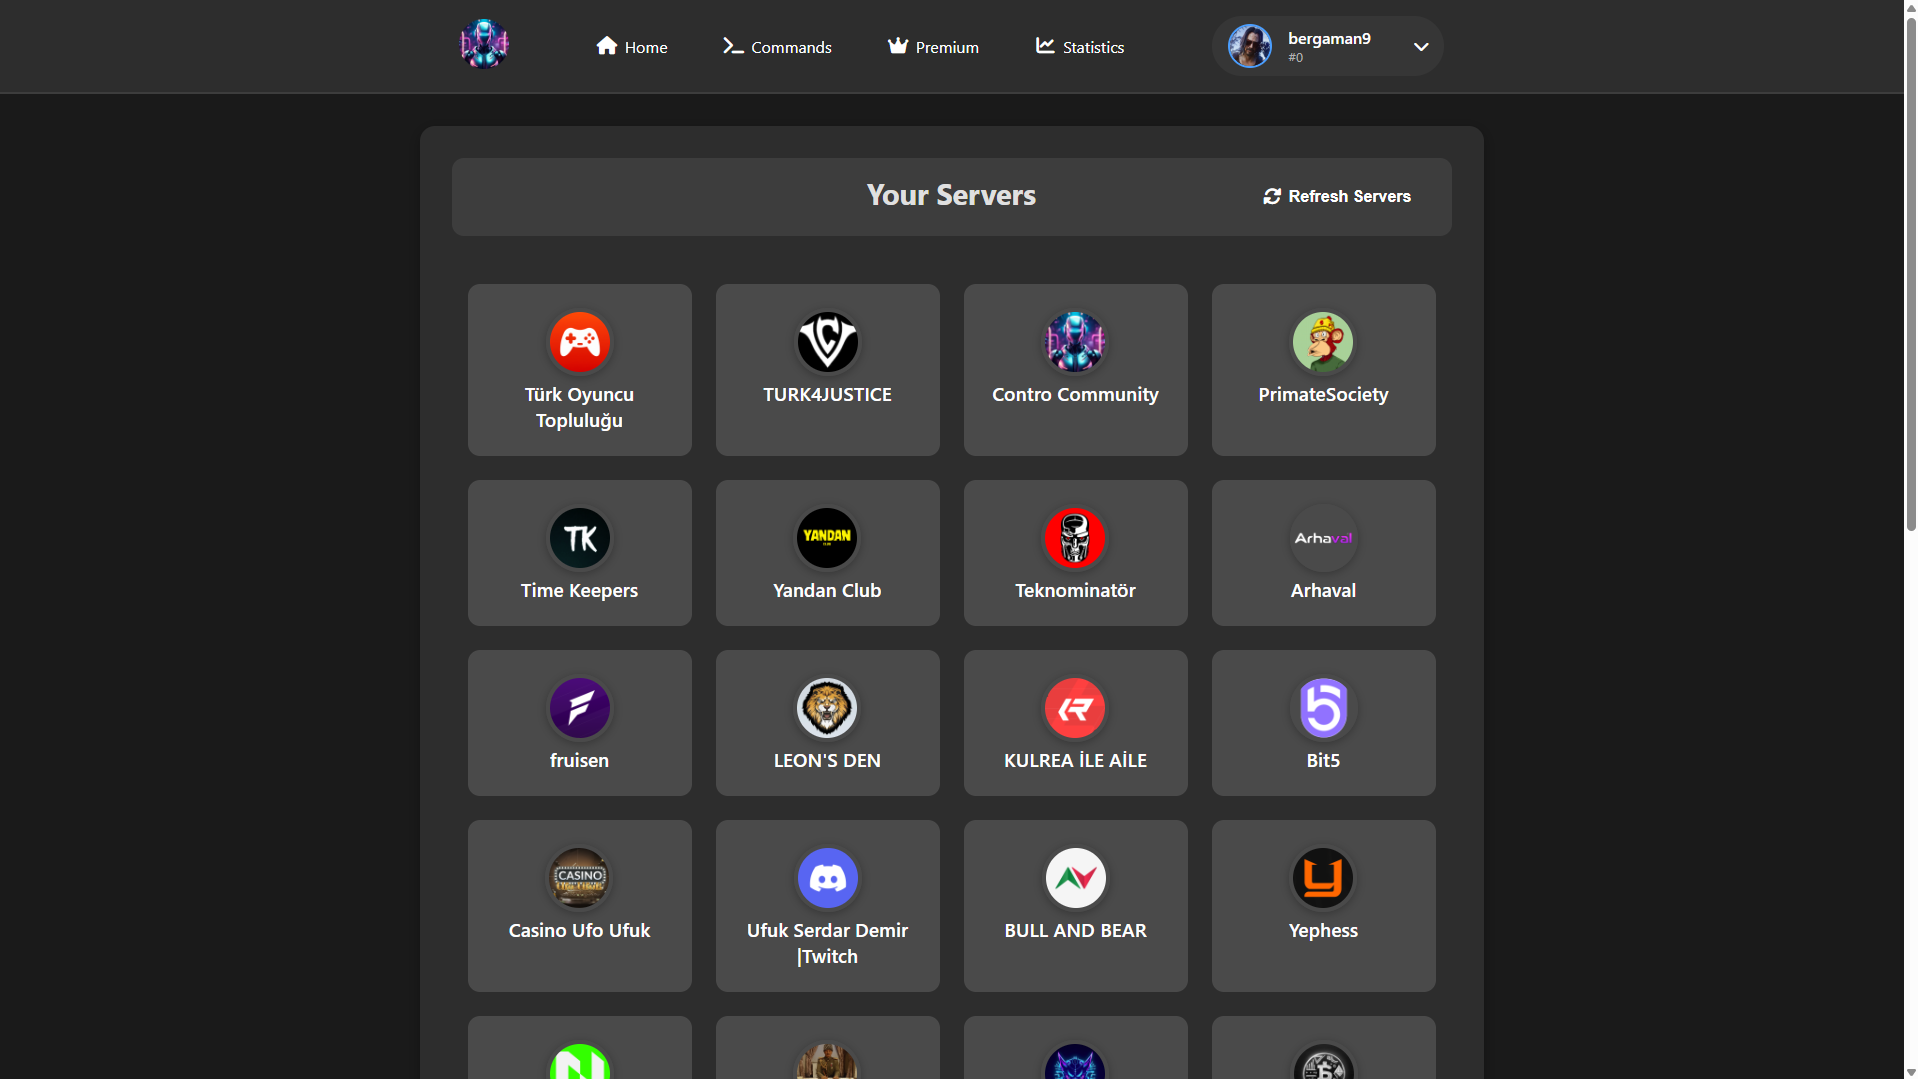 Home
Commands
Premium
Statistics
bergaman9
#0
Your Servers
Refresh Servers
Türk Oyuncu
Topluluğu
TURK4JUSTICE
Contro Community
PrimateSociety
TK
Time Keepers
YANDAN
Yandan Club
Teknominatör
Arhaval
Arhaval
fruisen
LEON'S DEN
KULREA İLE AİLE
Bit5
CASINO
Casino Ufo Ufuk
Ufuk Serdar Demir
|Twitch
BULL AND BEAR
Yephess